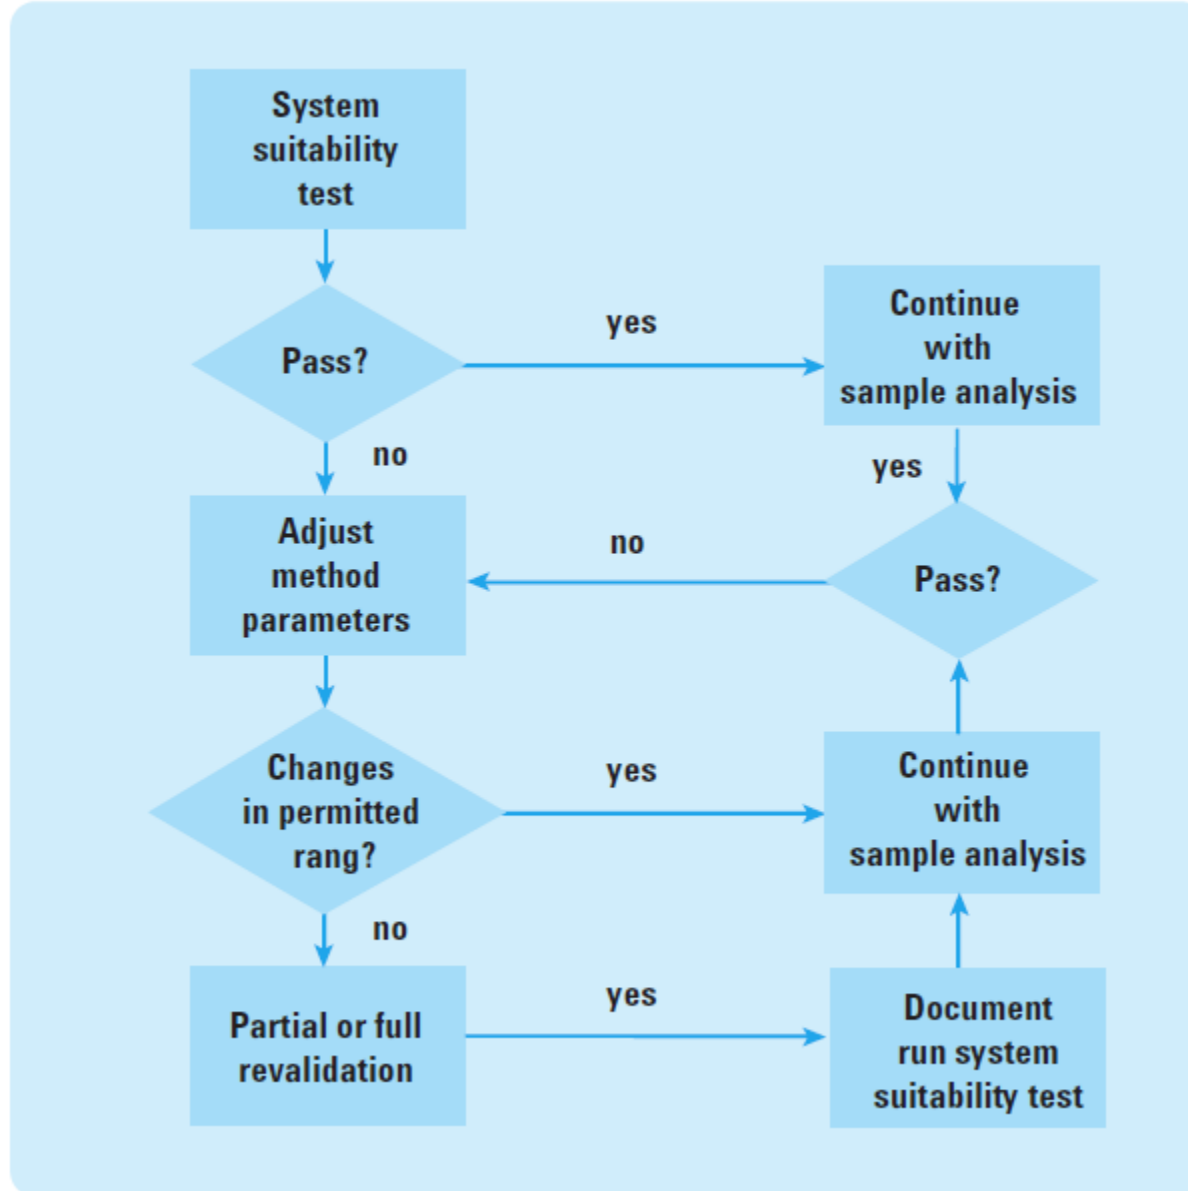 System
suitability
test
Pass?
yes
Continue
with
sample analysis
no
yes
Adjust
method
parameters
no
Pass?
Changes
in permitted
rang?
yes
Continue
with
sample analysis
no
Partial or full
revalidation
yes
Document
run system
suitability test